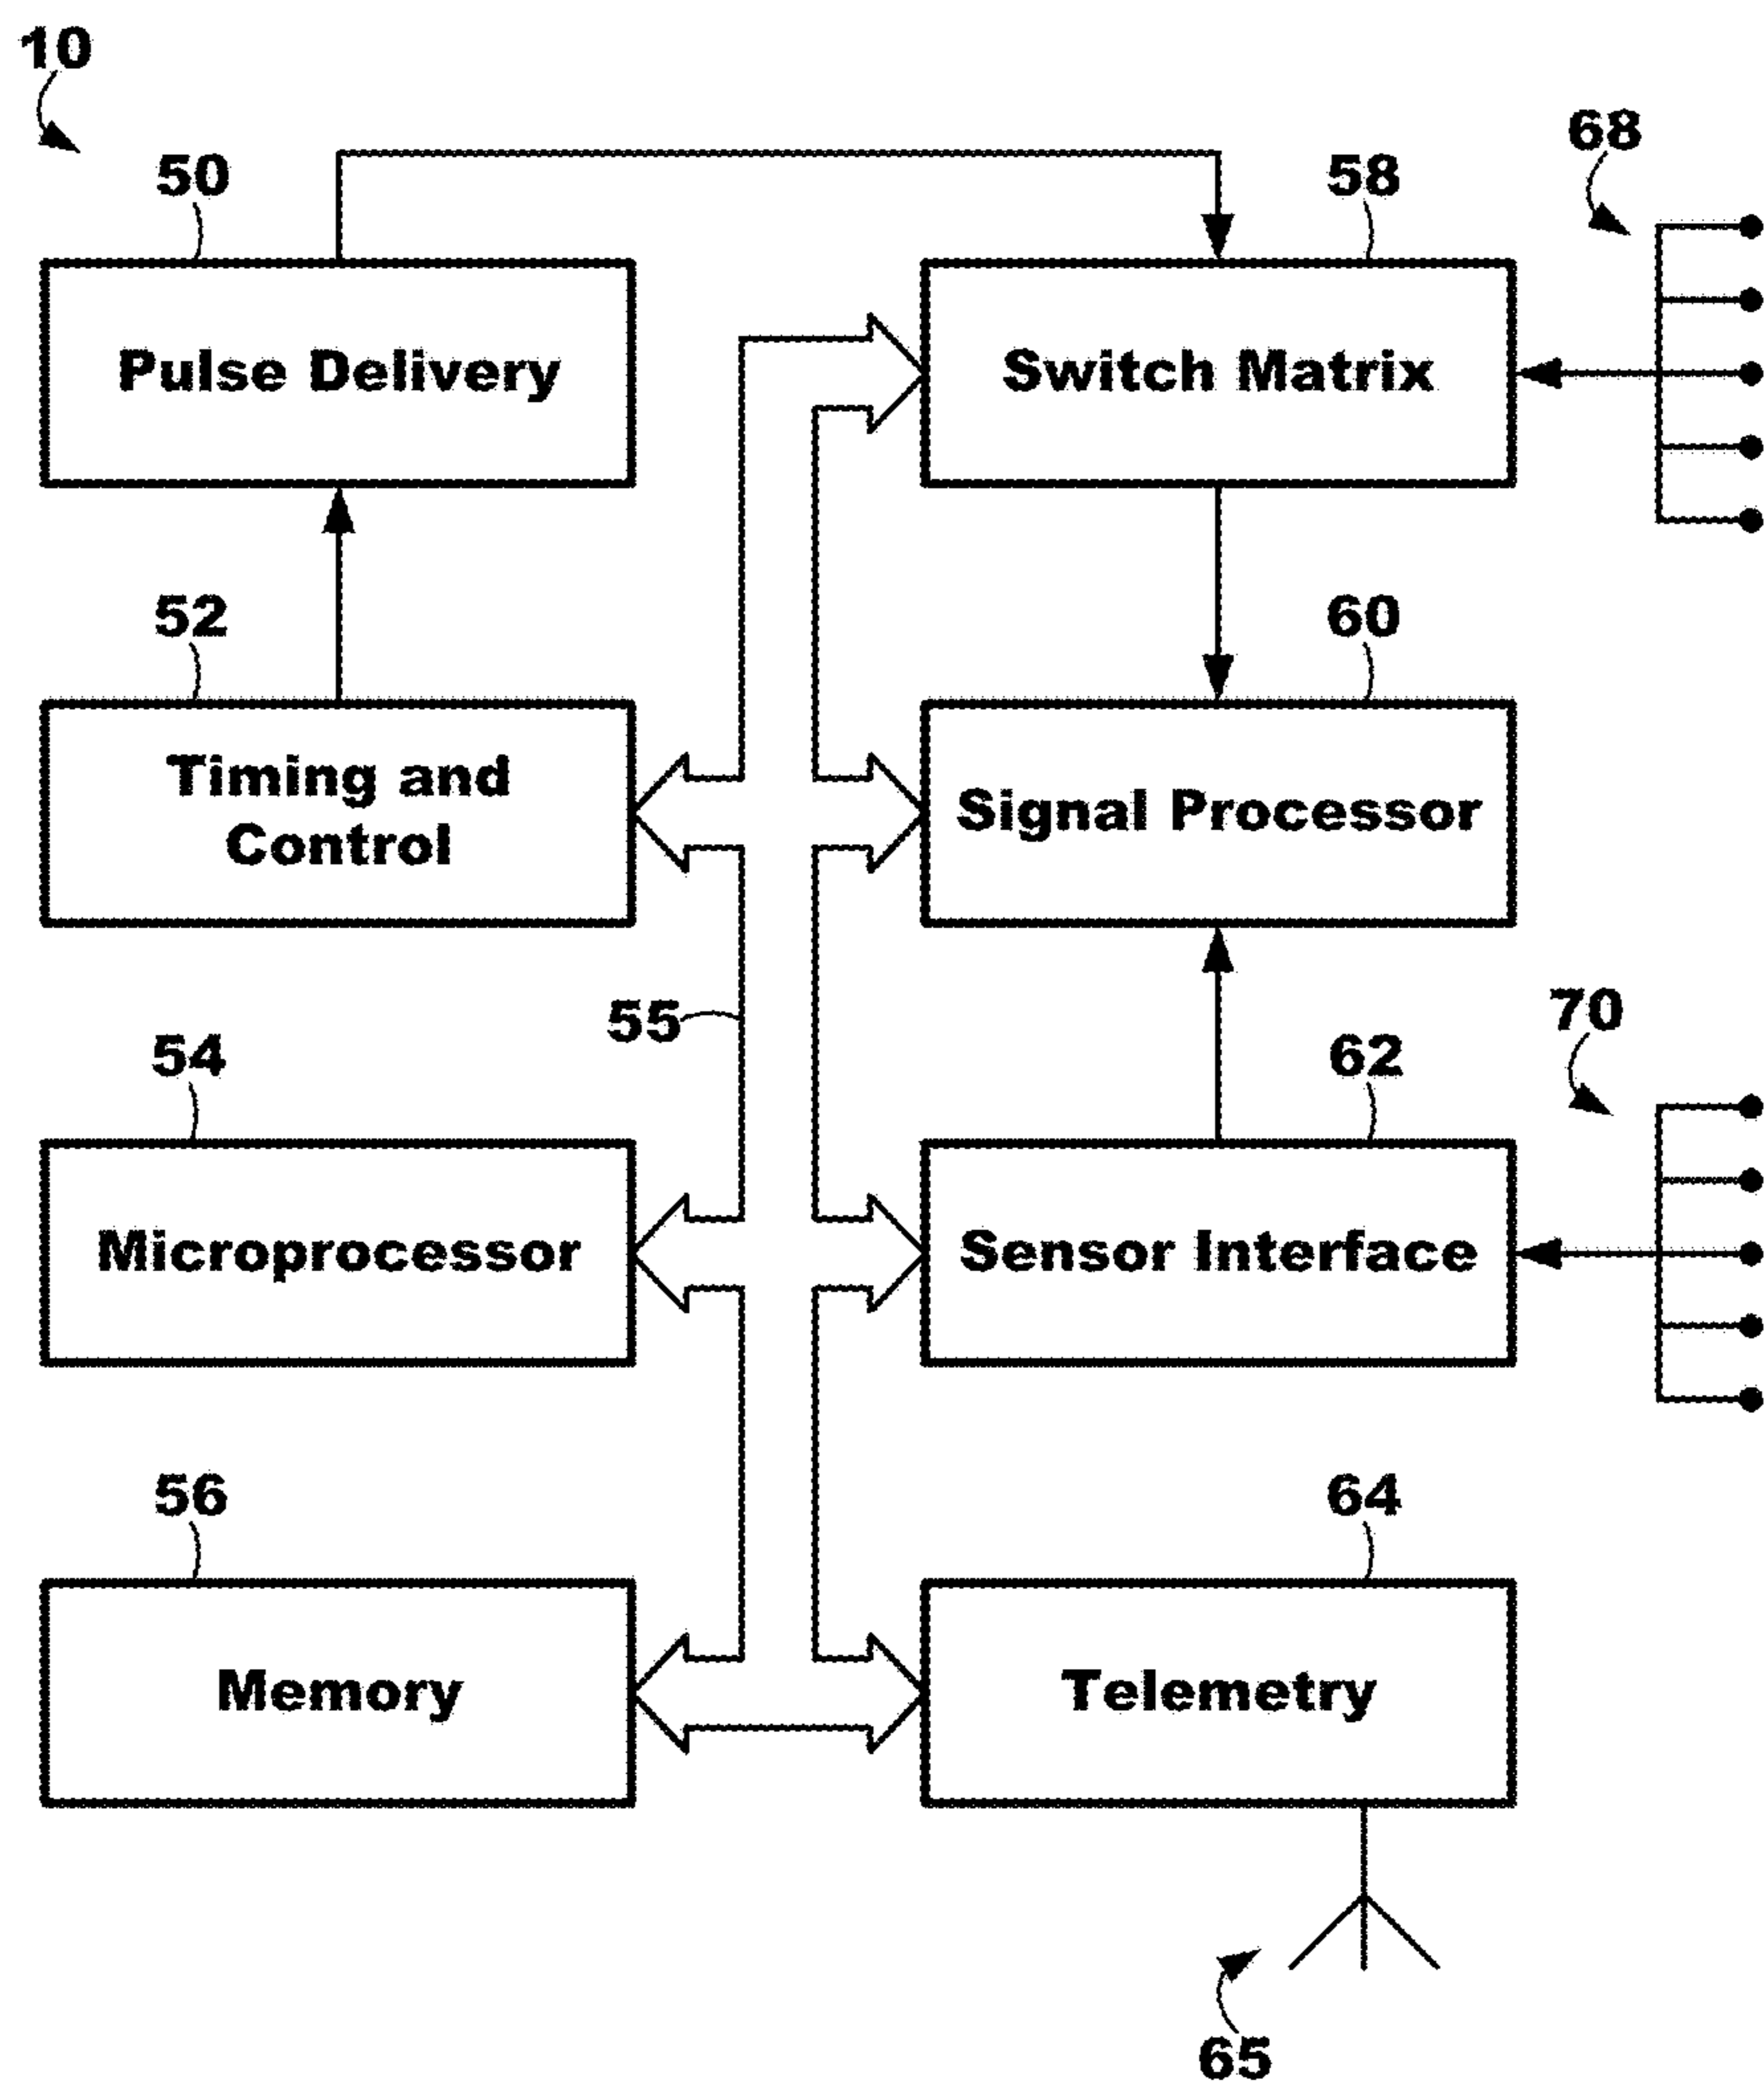 10
50
58
68
Pulse Delivery
Switch Matrix
52
60
Timing and
Control
Signal Processor
55
70
54
62
Microprocessor
Sensor Interface
56
64
Memory
Telemetry
65